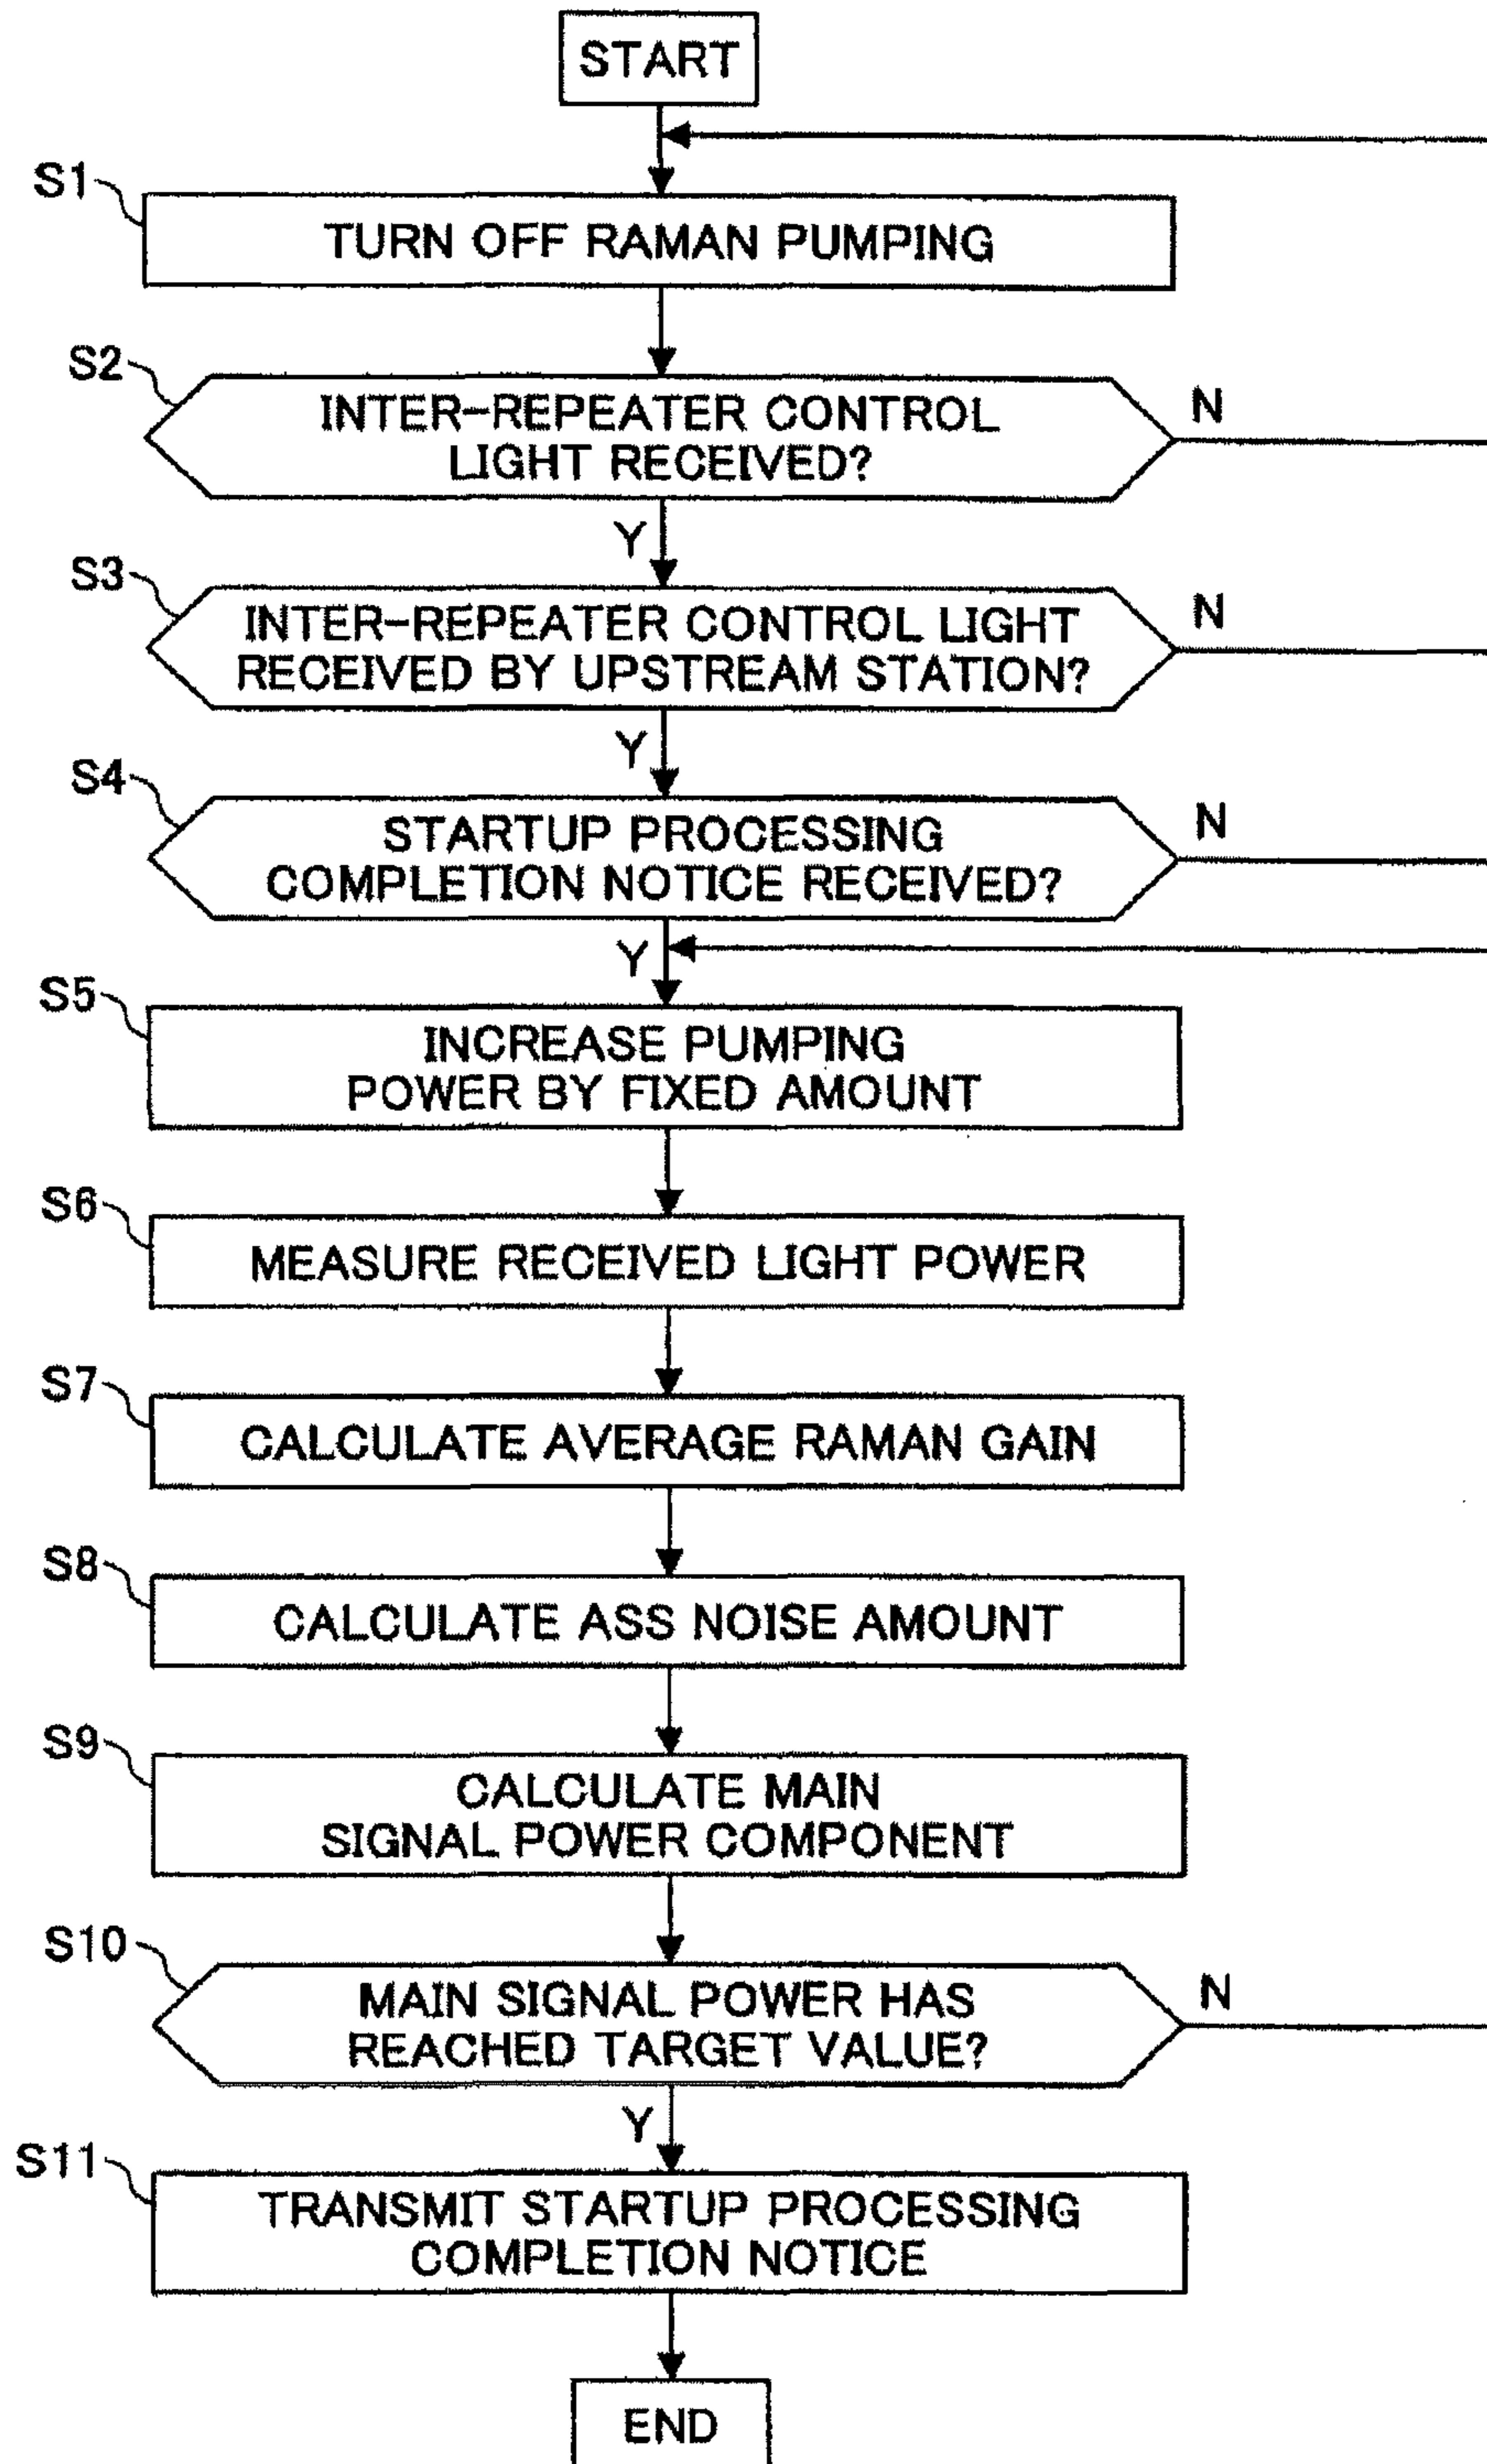 START
S1
TURN OFF RAMAN PUMPING
S2
INTER-REPEATER CONTROL
LIGHT RECEIVED?
N
Y
S3
INTER-REPEATER CONTROL LIGHT
RECEIVED BY UPSTREAM STATION?
N
Y
S4
STARTUP PROCESSING
COMPLETION NOTICE RECEIVED?
N
Y
S5
INCREASE PUMPING
POWER BY FIXED AMOUNT
S6
MEASURE RECEIVED LIGHT POWER
S7
CALCULATE AVERAGE RAMAN GAIN
S8
CALCULATE ASS NOISE AMOUNT
S9
CALCULATE MAIN
SIGNAL POWER COMPONENT
S10
MAIN SIGNAL POWER HAS
REACHED TARGET VALUE?
N
Y
S11
TRANSMIT STARTUP PROCESSING
COMPLETION NOTICE
END